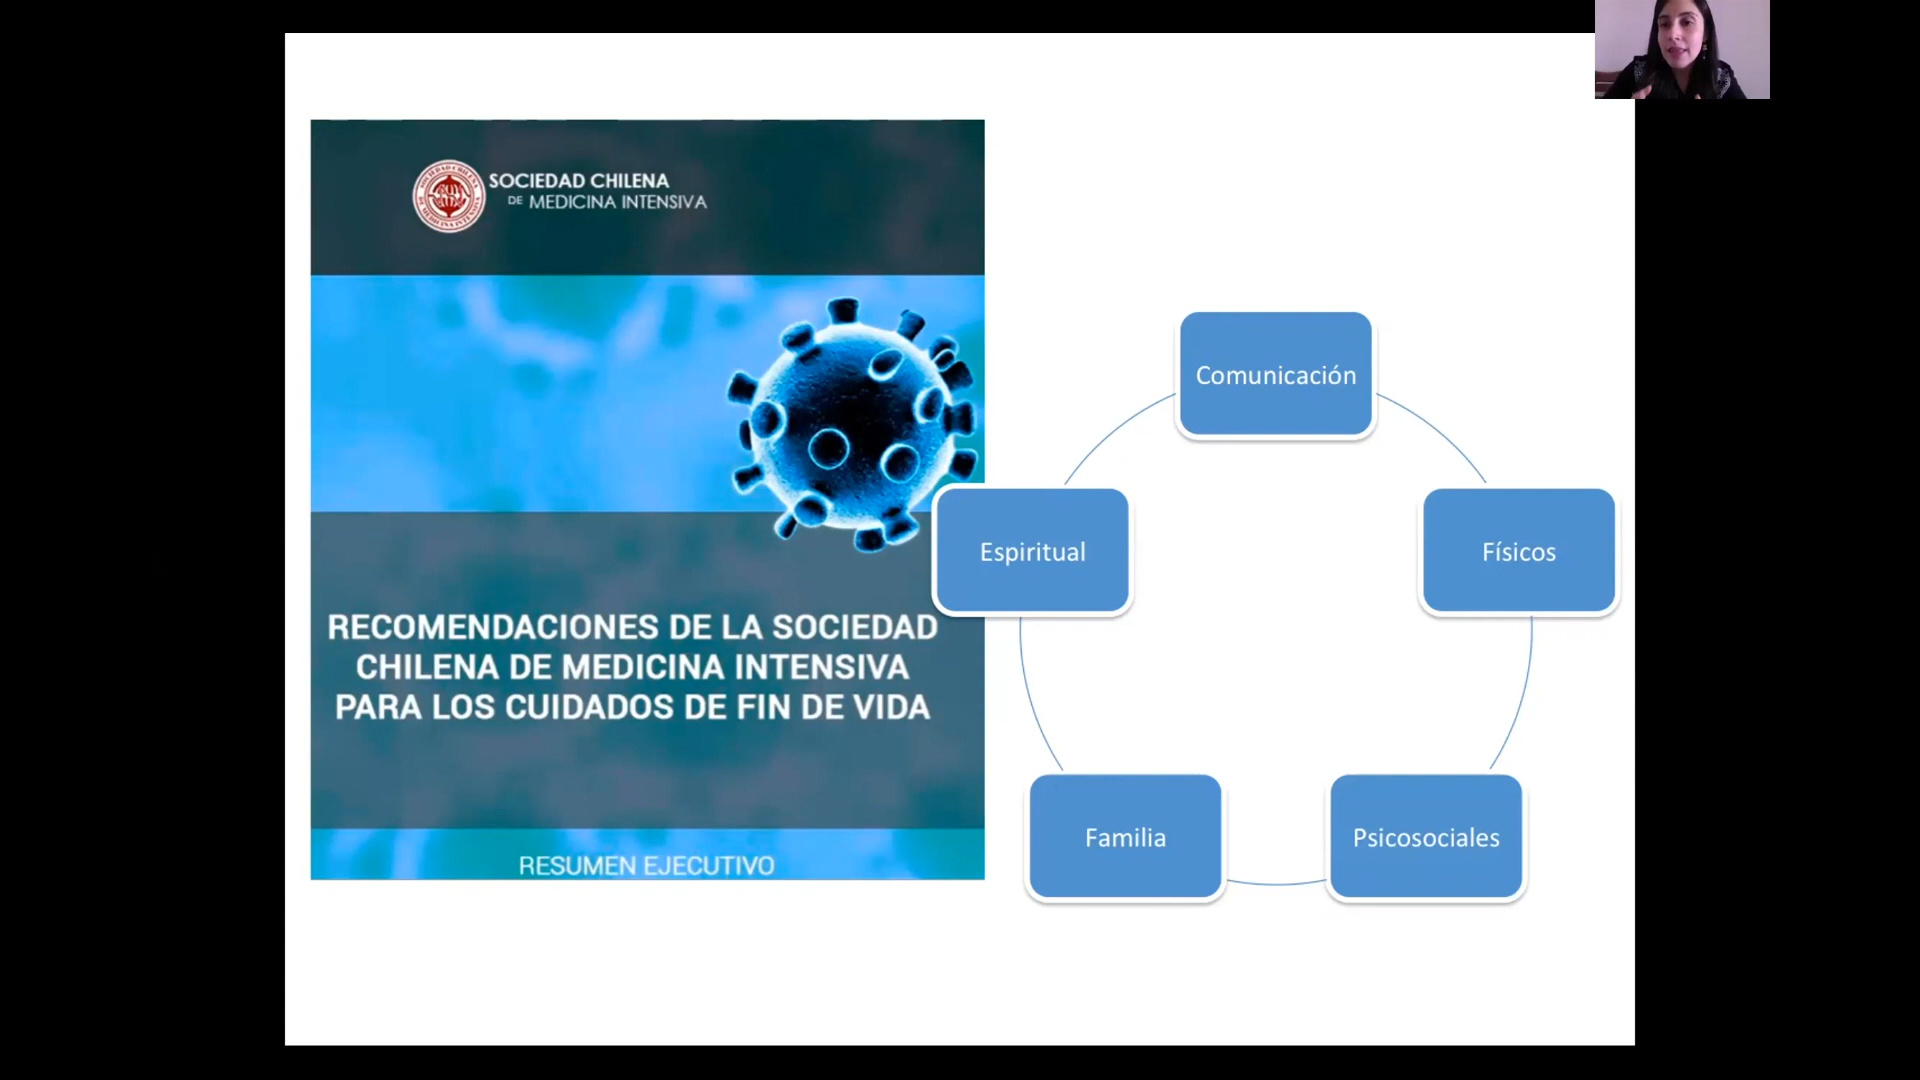 SOCIEDAD CHILENA
DE MEDICINA INTENSIVA
RECOMENDACIONES DE LA SOCIEDAD
CHILENA DE MEDICINA INTENSIVA
PARA LOS CUIDADOS DE FIN DE VIDA
RESUMEN EJECUTIVO
Comunicación
Físicos
Psicosociales
Familia
Espiritual